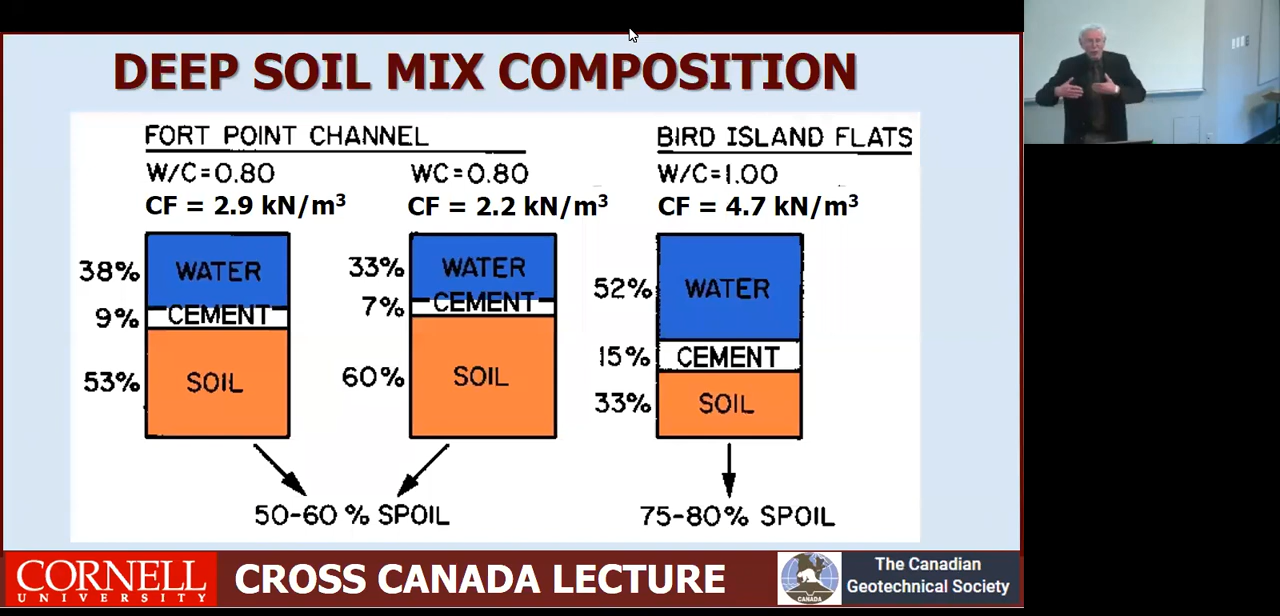 DEEP SOIL MIX COMPOSITION
FORT POINT CHANNEL
W/C=0.80
WC=0.80
CF = 2.9 kN/m³
CF = 2.2 kN/m³
38%
WATER
9%
CEMENT
53%
SOIL
33%
WATER
7%
CEMENT
60%
SOIL
50-60 % SPOIL
BIRD ISLAND FLATS
W/C=1.00
CF = 4.7 kN/m³
52%
WATER
15%
CEMENT
33%
SOIL
75-80% SPOIL
CORNELL
UNIVERSITY
CROSS CANADA LECTURE
CANADA
The Canadian
Geotechnical Society